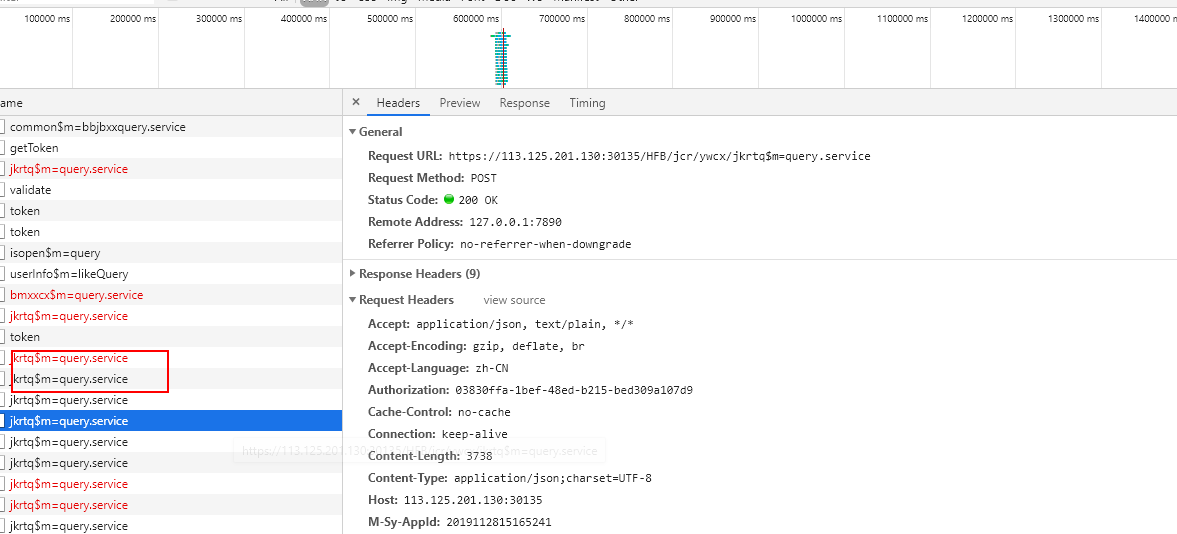 100000 ms 200000 ms 300000 ms 400000 ms 500000 ms 600000 ms 700000 ms 800000 ms 900000 ms 1000000 ms 1100000 ms 1200000 ms 1300000 ms 1400000 ms
ame
× Headers Preview Response Timing
common$m=bbjbxxquery.service
getToken
jkrtq$m=query.service
validate
token
token
isopen$m=query
userInfo$m=likeQuery
bmxxcx$m=query.service
jkrtq$m=query.service
token
jkrtq$m=query.service
jkrtq$m=query.service
jkrtq$m=query.service
jkrtq$m=query.service
jkrtq$m=query.service
jkrtq$m=query.service
jkrtq$m=query.service
jkrtq$m=query.service
jkrtq$m=query.service
General
Request URL: https://113.125.201.130:30135/HFB/jcr/ywcx/jkrtq$m=query.service
Request Method: POST
Status Code: 200 OK
Remote Address: 127.0.0.1:7890
Referrer Policy: no-referrer-when-downgrade
Response Headers (9)
Request Headers view source
Accept: application/json, text/plain, */*
Accept-Encoding: gzip, deflate, br
Accept-Language: zh-CN
Authorization: 03830ffa-1bef-48ed-b215-bed309a107d9
Cache-Control: no-cache
Connection: keep-alive
Content-Length: 3738
Content-Type: application/json;charset=UTF-8
Host: 113.125.201.130:30135
M-Sy-AppId: 2019112815165241